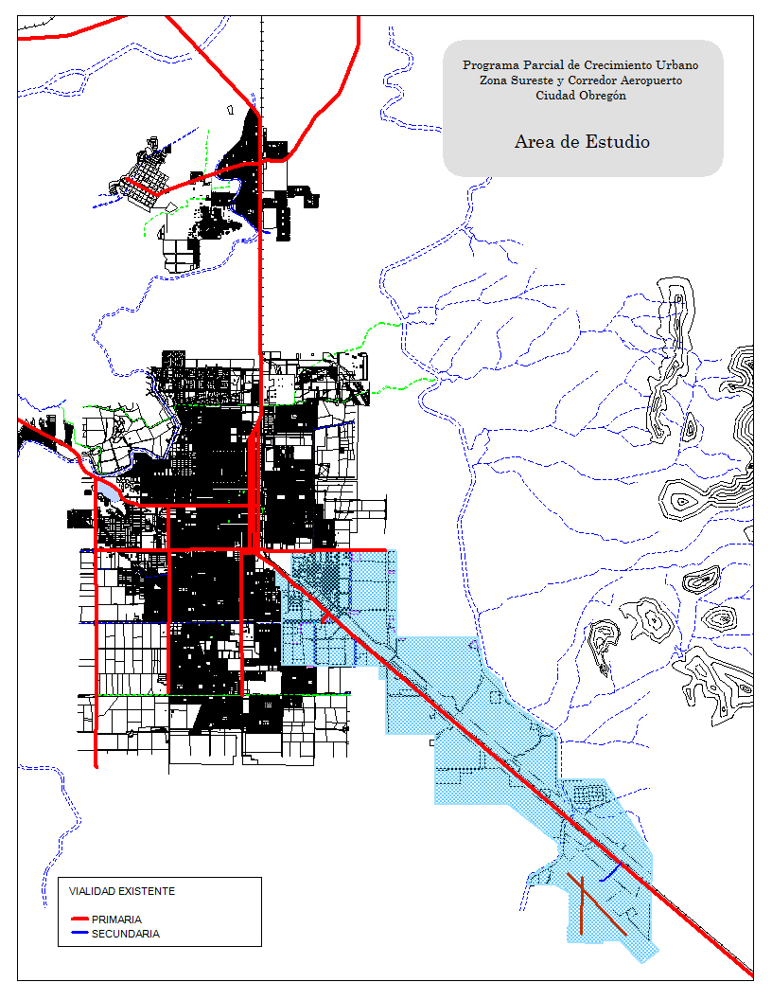 Programa Parcial de Crecimiento Urbano
Zona Sureste y Corredor Aeropuerto
Ciudad Obregón
Area de Estudio
VIALIDAD EXISTENTE
PRIMARIA
SECUNDARIA